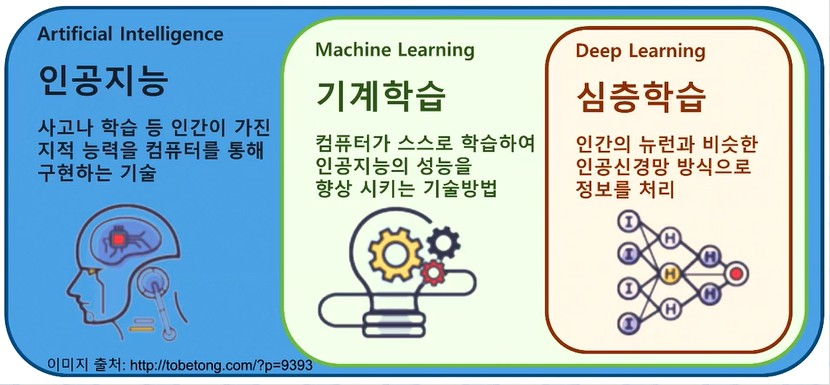 Artificial Intelligence
인공지능
사고나 학습 등 인간이 가진
지적 능력을 컴퓨터를 통해
구현하는 기술
Machine Learning
기계학습
컴퓨터가 스스로 학습하여
인공지능의 성능을
향상 시키는 기술방법
Deep Learning
심층학습
인간의 뉴런과 비슷한
인공신경망 방식으로
정보를 처리
I
H
I
H
H
I
H
H
I
이미지 출처: http://tobetong.com/?p=9393